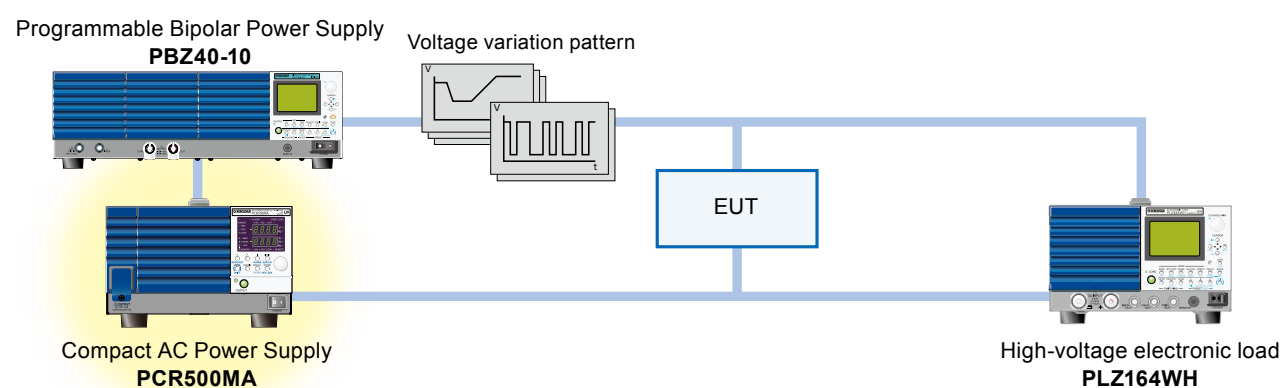 Programmable Bipolar Power Supply
PBZ40-10
Voltage variation pattern
V
V
t
EUT
Compact AC Power Supply
PCR500MA
High-voltage electronic load
PLZ164WH